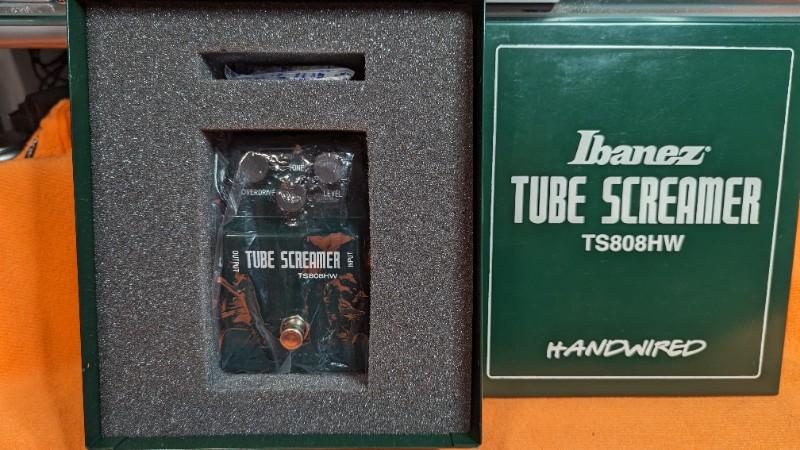 TONE
OVERDRIVE
LEVEL
OUTPUT
INPUT
TUBE SCREAMER
TS808HW
Ibanez
TUBE SCREAMER
TS808HW
HANDWIRED